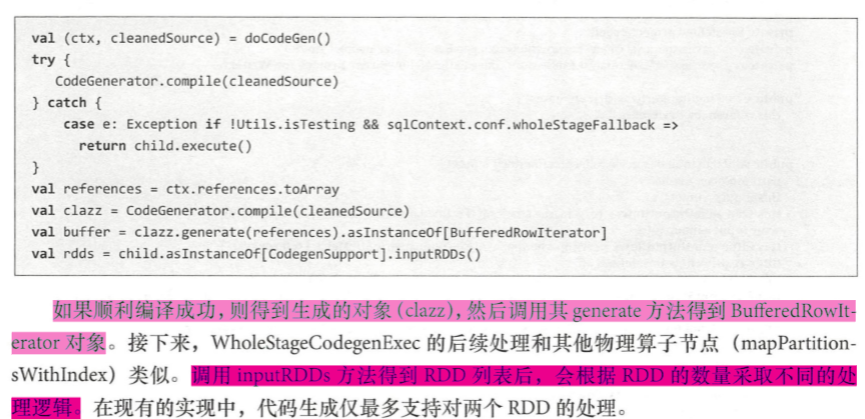 val (ctx, cleanedSource) = doCodeGen()
try {
CodeGenerator.compile(cleanedSource)
} catch {
case e: Exception if !Utils.isTesting && sqlContext.conf.wholeStageFallback =>
return child.execute()
}
val references = ctx.references.toArray
val clazz = CodeGenerator.compile(cleanedSource)
val buffer = clazz.generate(references).asInstanceOf[BufferedRowIterator]
val rdds = child.asInstanceOf[CodegenSupport].inputRDDs()
如果顺利编译成功，则得到生成的对象（clazz），然后调用其 generate 方法得到 BufferedRowIt-
erator 对象。接下来，WholeStageCodegenExec 的后续处理和其他物理算子节点（mapPartition-
sWithIndex）类似。调用 inputRDDs 方法得到 RDD 列表后，会根据 RDD 的数量采取不同的处
理逻辑。在现有的实现中，代码生成仅最多支持对两个 RDD 的处理。